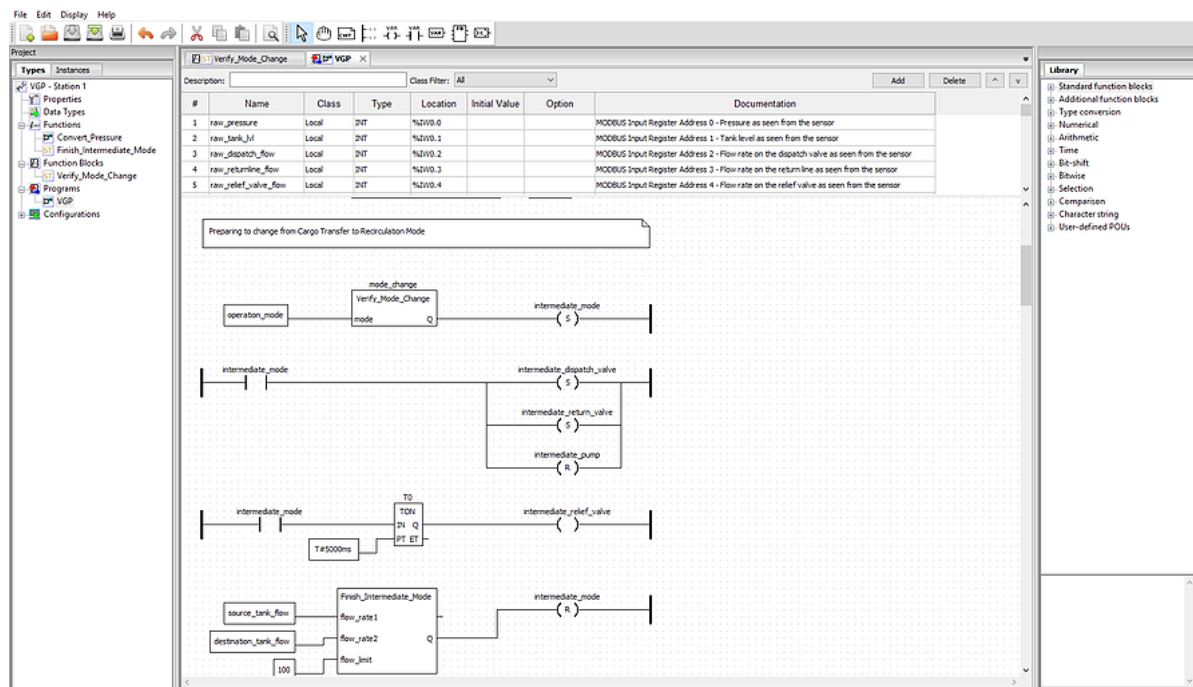 File Edit Display Help
Project
Types Instances
VGP - Station 1
Properties
Data Types
Functions
Convert_Pressure
ST Finish_Intermediate_Mode
Function Blocks
ST Verify_Mode_Change
Programs
VGP
Configurations
ST Verify_Mode_Change VGP
Description: Class Filter: All Add Delete
# Name Class Type Location Initial Value Option Documentation
1 raw_pressure Local INT %IW0.0 MODBUS Input Register Address 0 - Pressure as seen from the sensor
2 raw_tank_lvl Local INT %IW0.1 MODBUS Input Register Address 1 - Tank level as seen from the sensor
3 raw_dispatch_flow Local INT %IW0.2 MODBUS Input Register Address 2 - Flow rate on the dispatch valve as seen from the sensor
4 raw_returnline_flow Local INT %IW0.3 MODBUS Input Register Address 3 - Flow rate on the return line as seen from the sensor
5 raw_relief_valve_flow Local INT %IW0.4 MODBUS Input Register Address 4 - Flow rate on the relief valve as seen from the sensor
Preparing to change from Cargo Transfer to Recirculation Mode
mode_change
Verify_Mode_Change
operation_mode
mode Q
intermediate_mode
S
intermediate_mode
intermediate_dispatch_valve
S
intermediate_return_valve
S
intermediate_pump
R
intermediate_mode
T0
TON
IN Q
PT ET
T#5000ms
intermediate_relief_valve
Finish_Intermediate_Mode
source_tank_flow
flow_rate1
destination_tank_flow
flow_rate2 Q
100
flow_limit
intermediate_mode
R
Library
Standard function blocks
Additional function blocks
Type conversion
Numerical
Arithmetic
Time
Bit-shift
Bitwise
Selection
Comparison
Character string
User-defined POUs